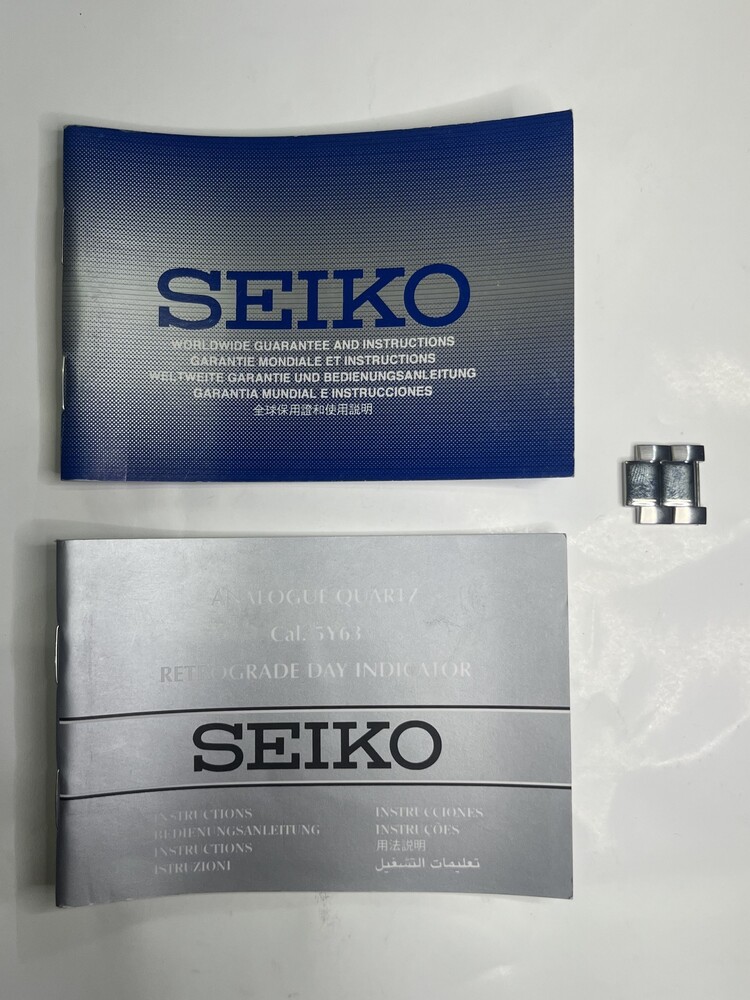 SEIKO
WORLDWIDE GUARANTEE AND INSTRUCTIONS
GARANTIE MONDIALE ET INSTRUCTIONS
WELTWEITE GARANTIE UND BEDIENUNGSANLEITUNG
GARANTIA MUNDIAL E INSTRUCCIONES
全球保用證和使用説明
ANALOGUE QUARTZ
Cal. 5Y63
RETROGRADE DAY INDICATOR
SEIKO
INSTRUCTIONS
BEDIENUNGSANLEITUNG
INSTRUCTIONS
ISTRUZIONI
INSTRUCCIONES
INSTRUÇÕES
用法説明
تعليمات التشغيل